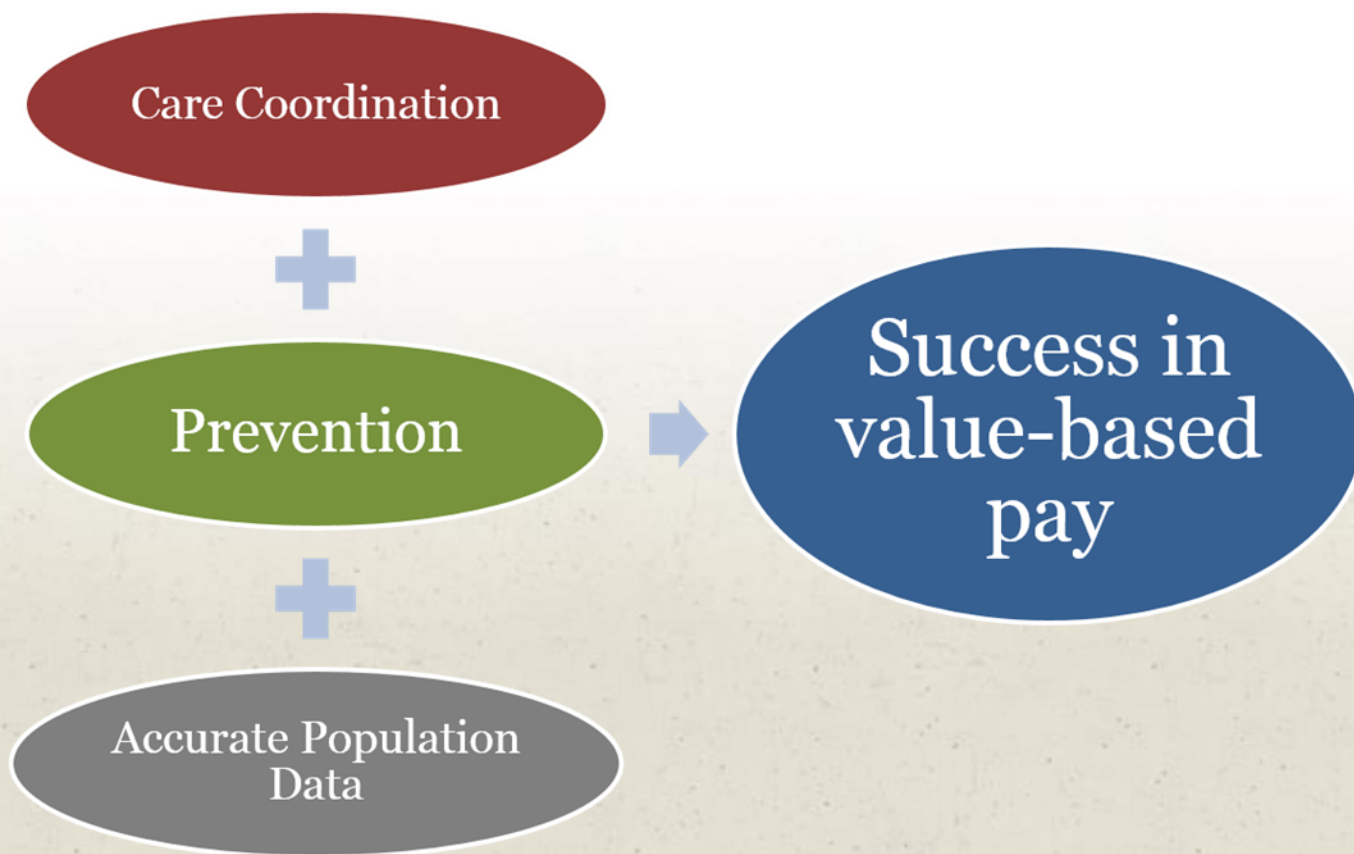 Care Coordination
Prevention
Accurate Population
Data
Success in
value-based
pay